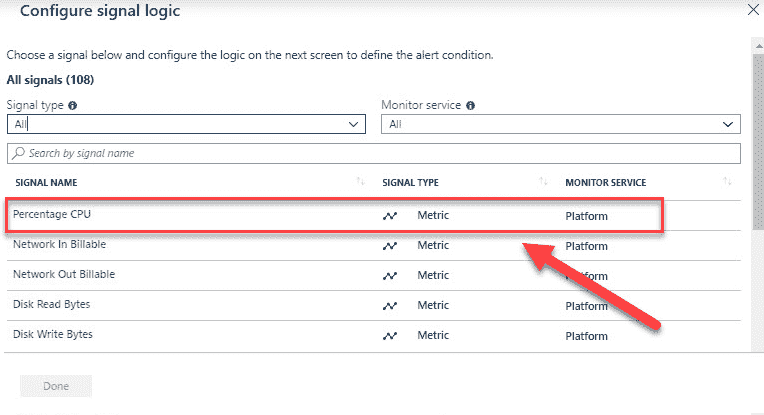 Configure signal logic
Choose a signal below and configure the logic on the next screen to define the alert condition.
All signals (108)
Signal type Monitor service
All All
Search by signal name
SIGNAL NAME SIGNAL TYPE MONITOR SERVICE
Percentage CPU Metric Platform
Network In Billable Metric Platform
Network Out Billable Metric Platform
Disk Read Bytes Metric Platform
Disk Write Bytes Metric Platform
Done